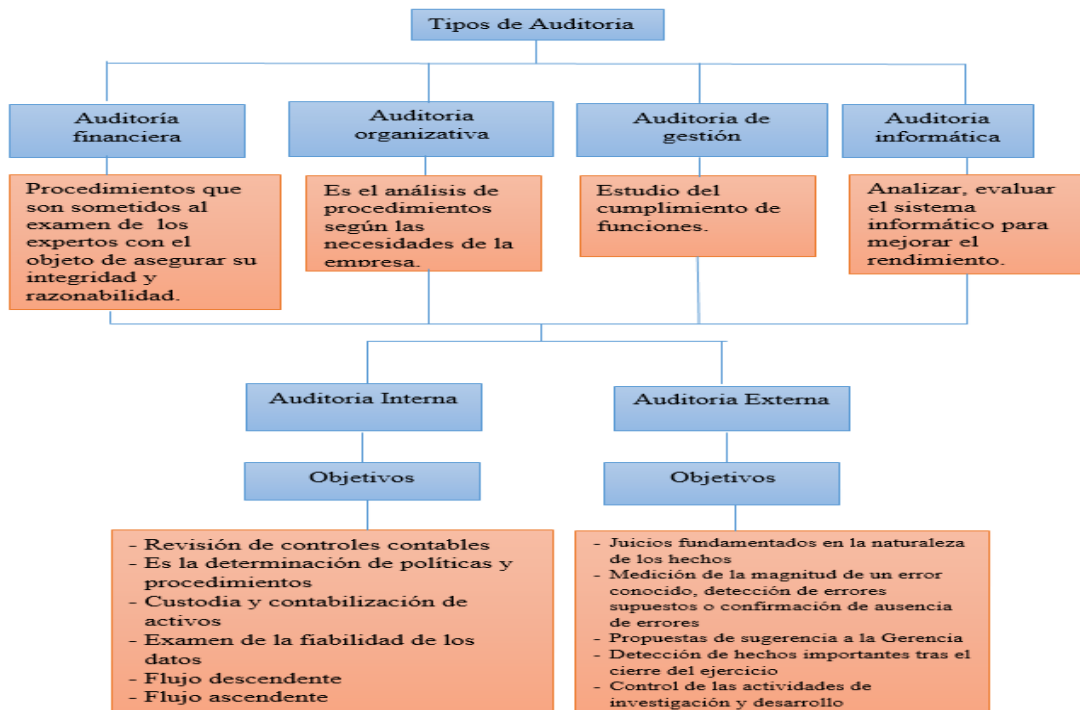 Tipos de Auditoria
Auditoría
financiera
Auditoria
organizativa
Auditoria de
gestión
Auditoria
informática
Procedimientos que
son sometidos al
examen de los
expertos con el
objeto de asegurar su
integridad y
razonabilidad.
Es el análisis de
procedimientos
según las
necesidades de la
empresa.
Estudio del
cumplimiento de
funciones.
Analizar, evaluar
el sistema
informático para
mejorar el
rendimiento.
Auditoria Interna
Auditoria Externa
Objetivos
Objetivos
- Revisión de controles contables
- Es la determinación de políticas y
procedimientos
- Custodia y contabilización de
activos
- Examen de la fiabilidad de los
datos
- Flujo descendente
- Flujo ascendente
- Juicios fundamentados en la naturaleza
de los hechos
- Medición de la magnitud de un error
conocido, detección de errores
supuestos o confirmación de ausencia
de errores
- Propuestas de sugerencia a la Gerencia
- Detección de hechos importantes tras el
cierre del ejercicio
- Control de las actividades de
investigación y desarrollo